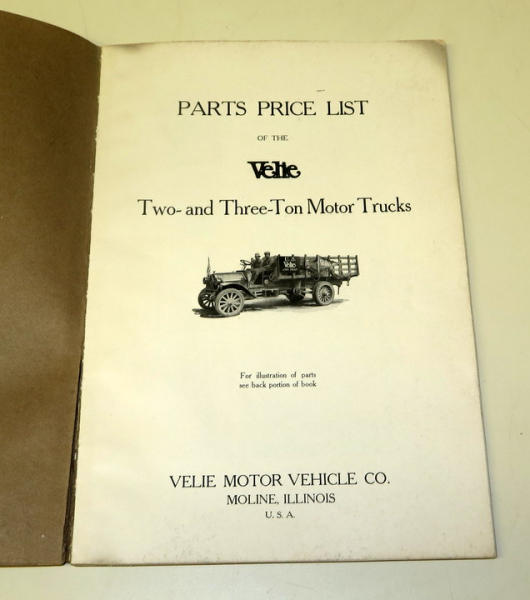 PARTS PRICE LIST
OF THE
Velie
Two- and Three-Ton Motor Trucks
Velie
For illustration of parts
see back portion of book
VELIE MOTOR VEHICLE CO.
MOLINE, ILLINOIS
U. S. A.